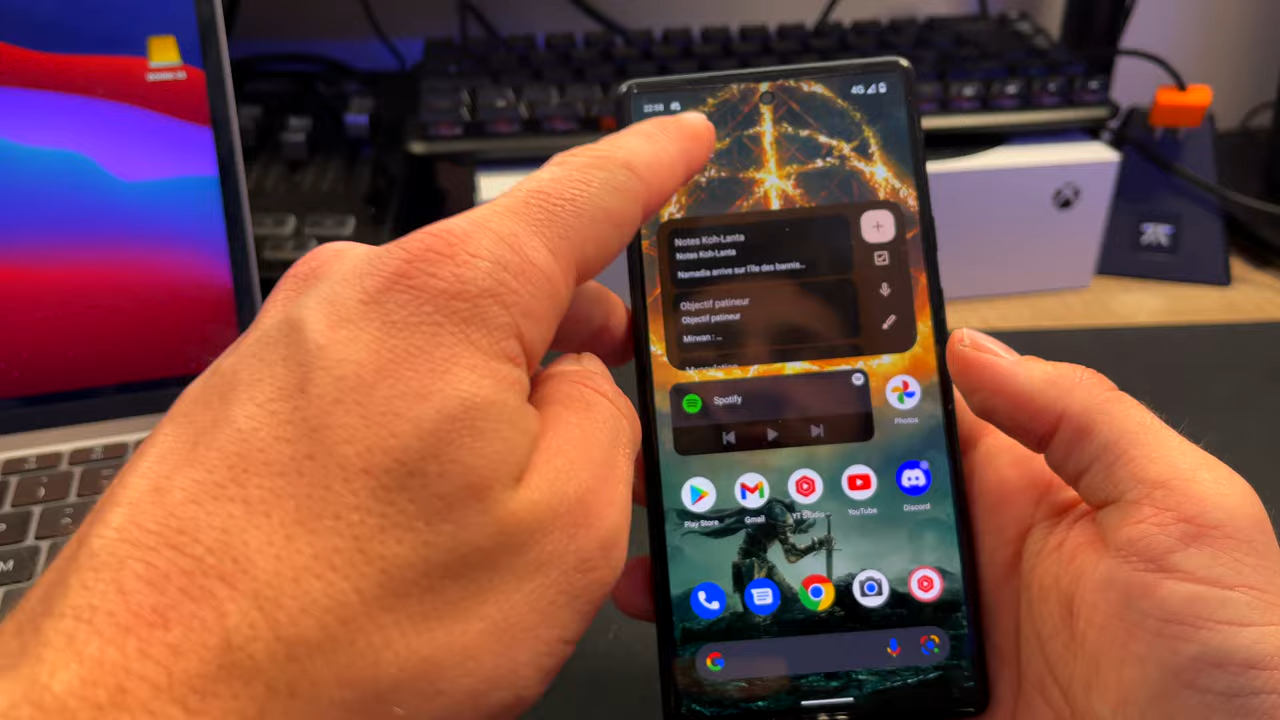 22:58
4G
Notes Koh-Lanta
Notes Koh-Lanta
Namadia arrive sur l'île des bannis...
Objectif patineur
Objectif patineur
Mirwan : ...
Musculation
Spotify
Photos
Play Store
Gmail
YT Studio
YouTube
Discord
M